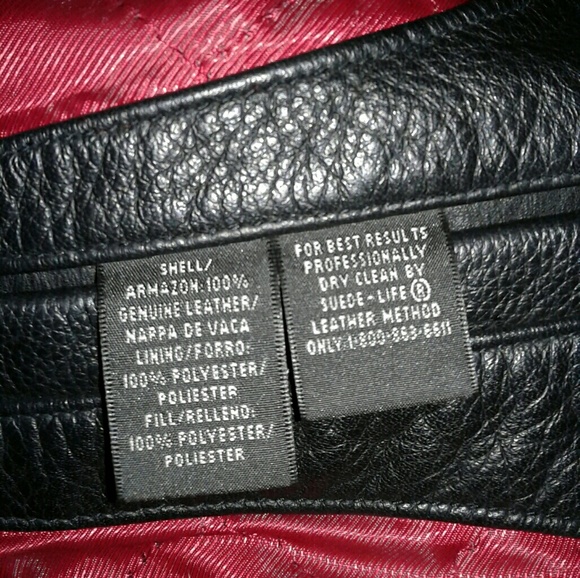 SHELL/
ARMAZON:100%
GENUINE LEATHER/
NAPPA DE VACA
LINING/FORRO:
100% POLYESTER/
POLIESTER
FILL/RELLENO:
100% POLYESTER/
POLIESTER
FOR BEST RESULTS
PROFESSIONALLY
DRY CLEAN BY
SUEDE-LIFE ®
LEATHER METHOD
ONLY.1-800-863-6611